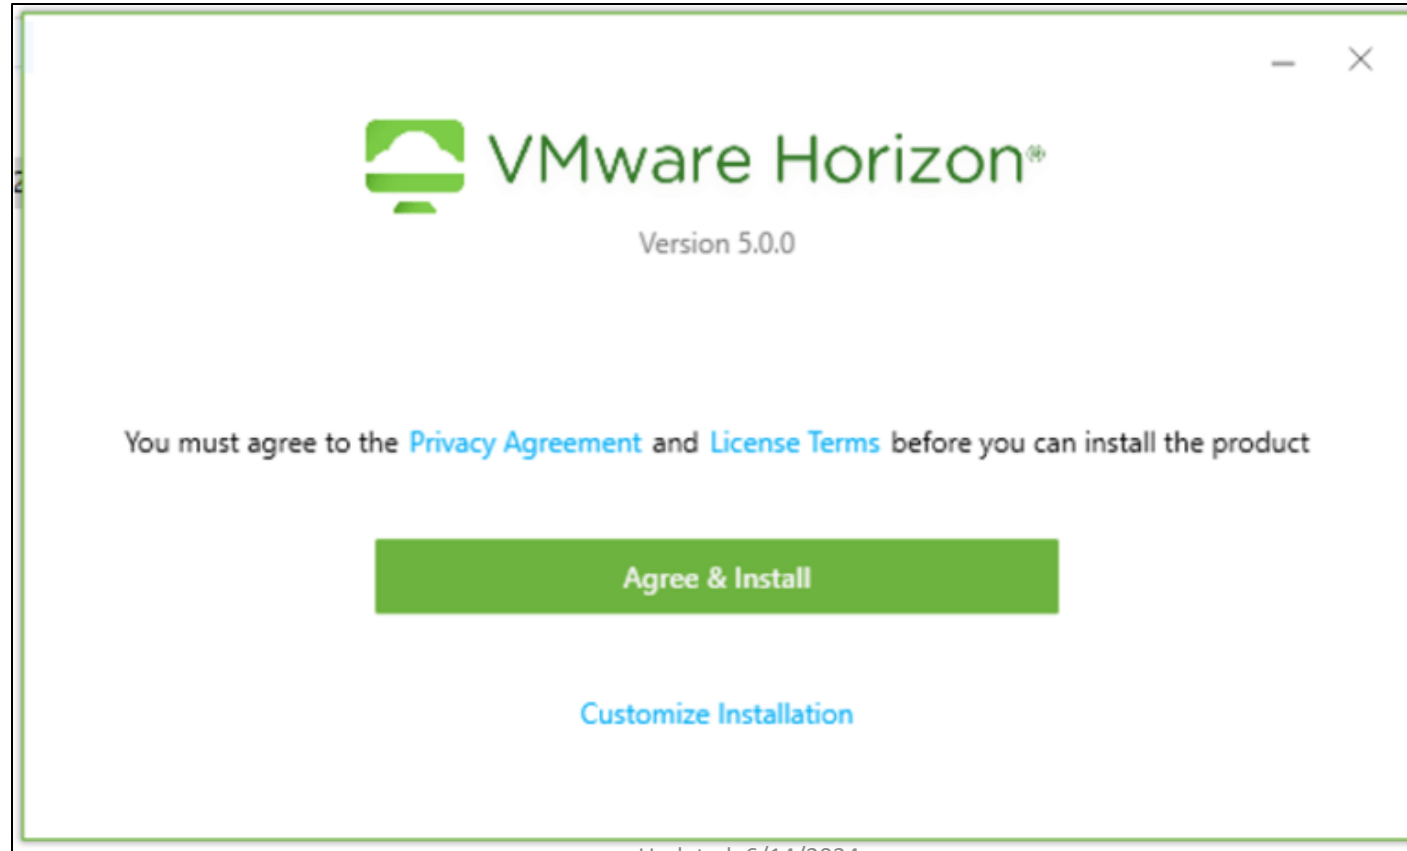 VMware Horizon®
Version 5.0.0
You must agree to the Privacy Agreement and License Terms before you can install the product
Agree & Install
Customize Installation